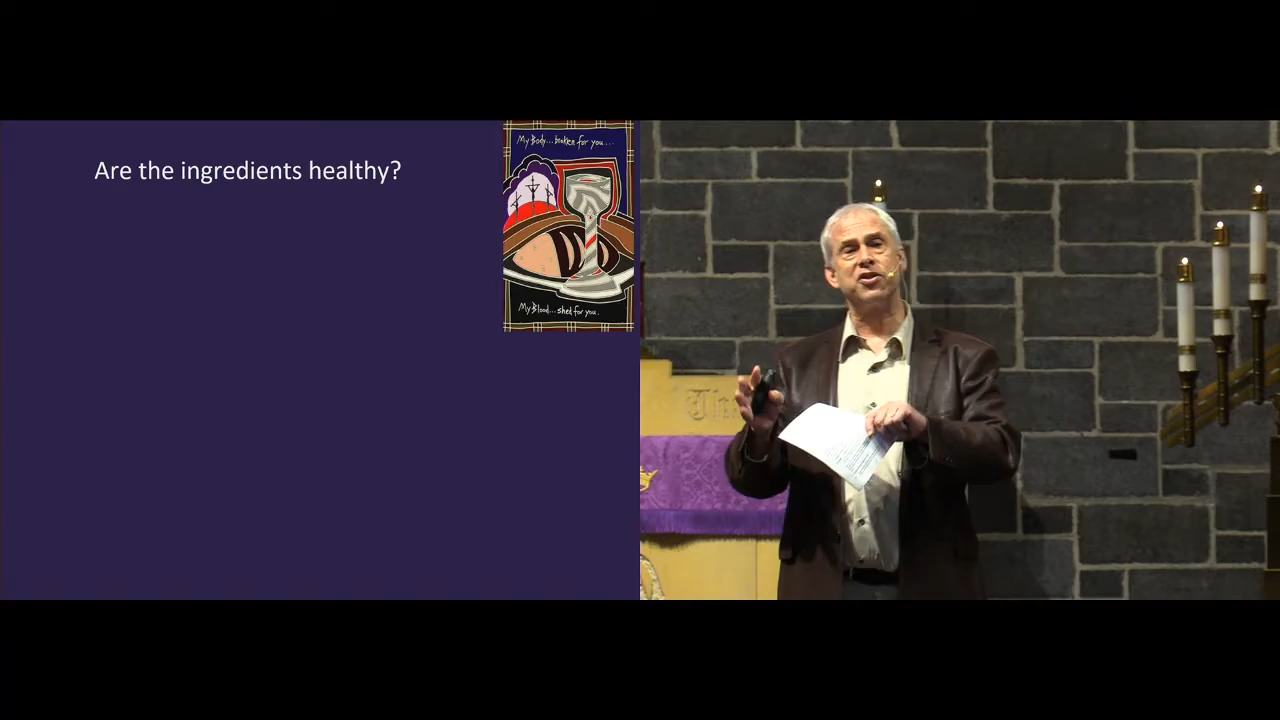 Are the ingredients healthy?
My Body... broken for you...
My Blood... shed for you.